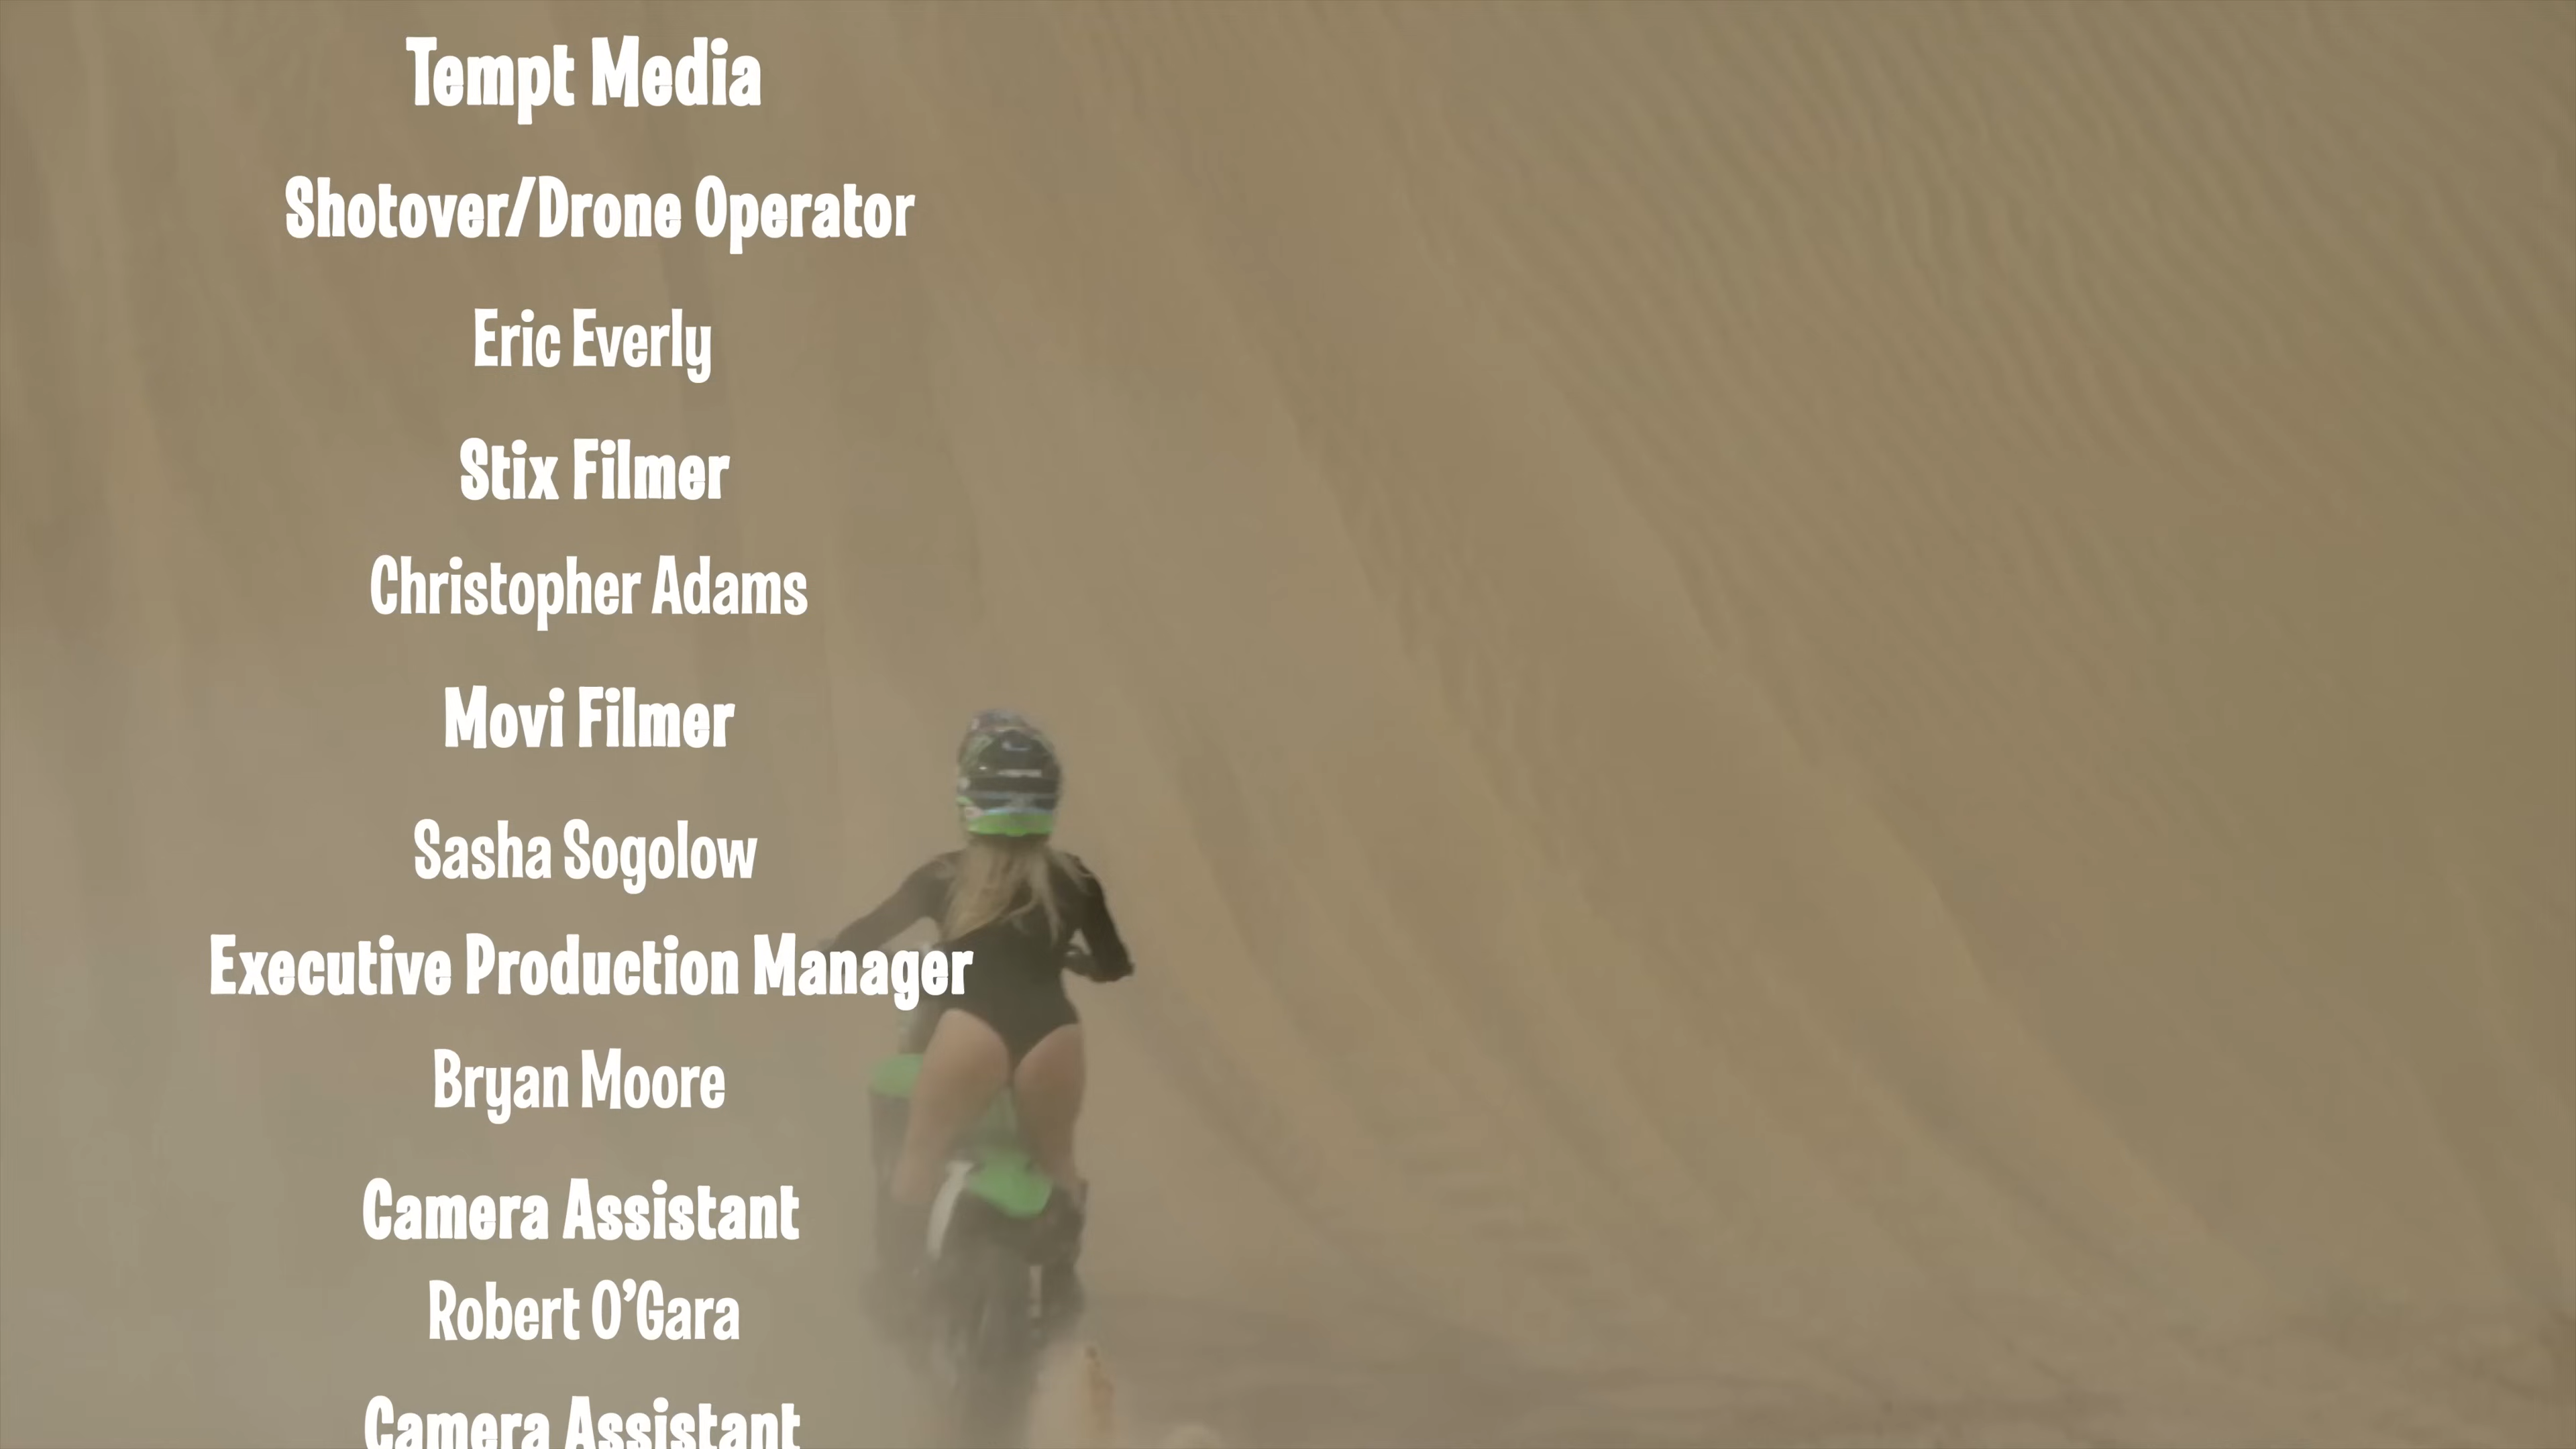 Tempt Media
Shotover/Drone Operator
Eric Everly
Stix Filmer
Christopher Adams
Movi Filmer
Sasha Sogolow
Executive Production Manager
Bryan Moore
Camera Assistant
Robert O’Gara
Camera Assistant